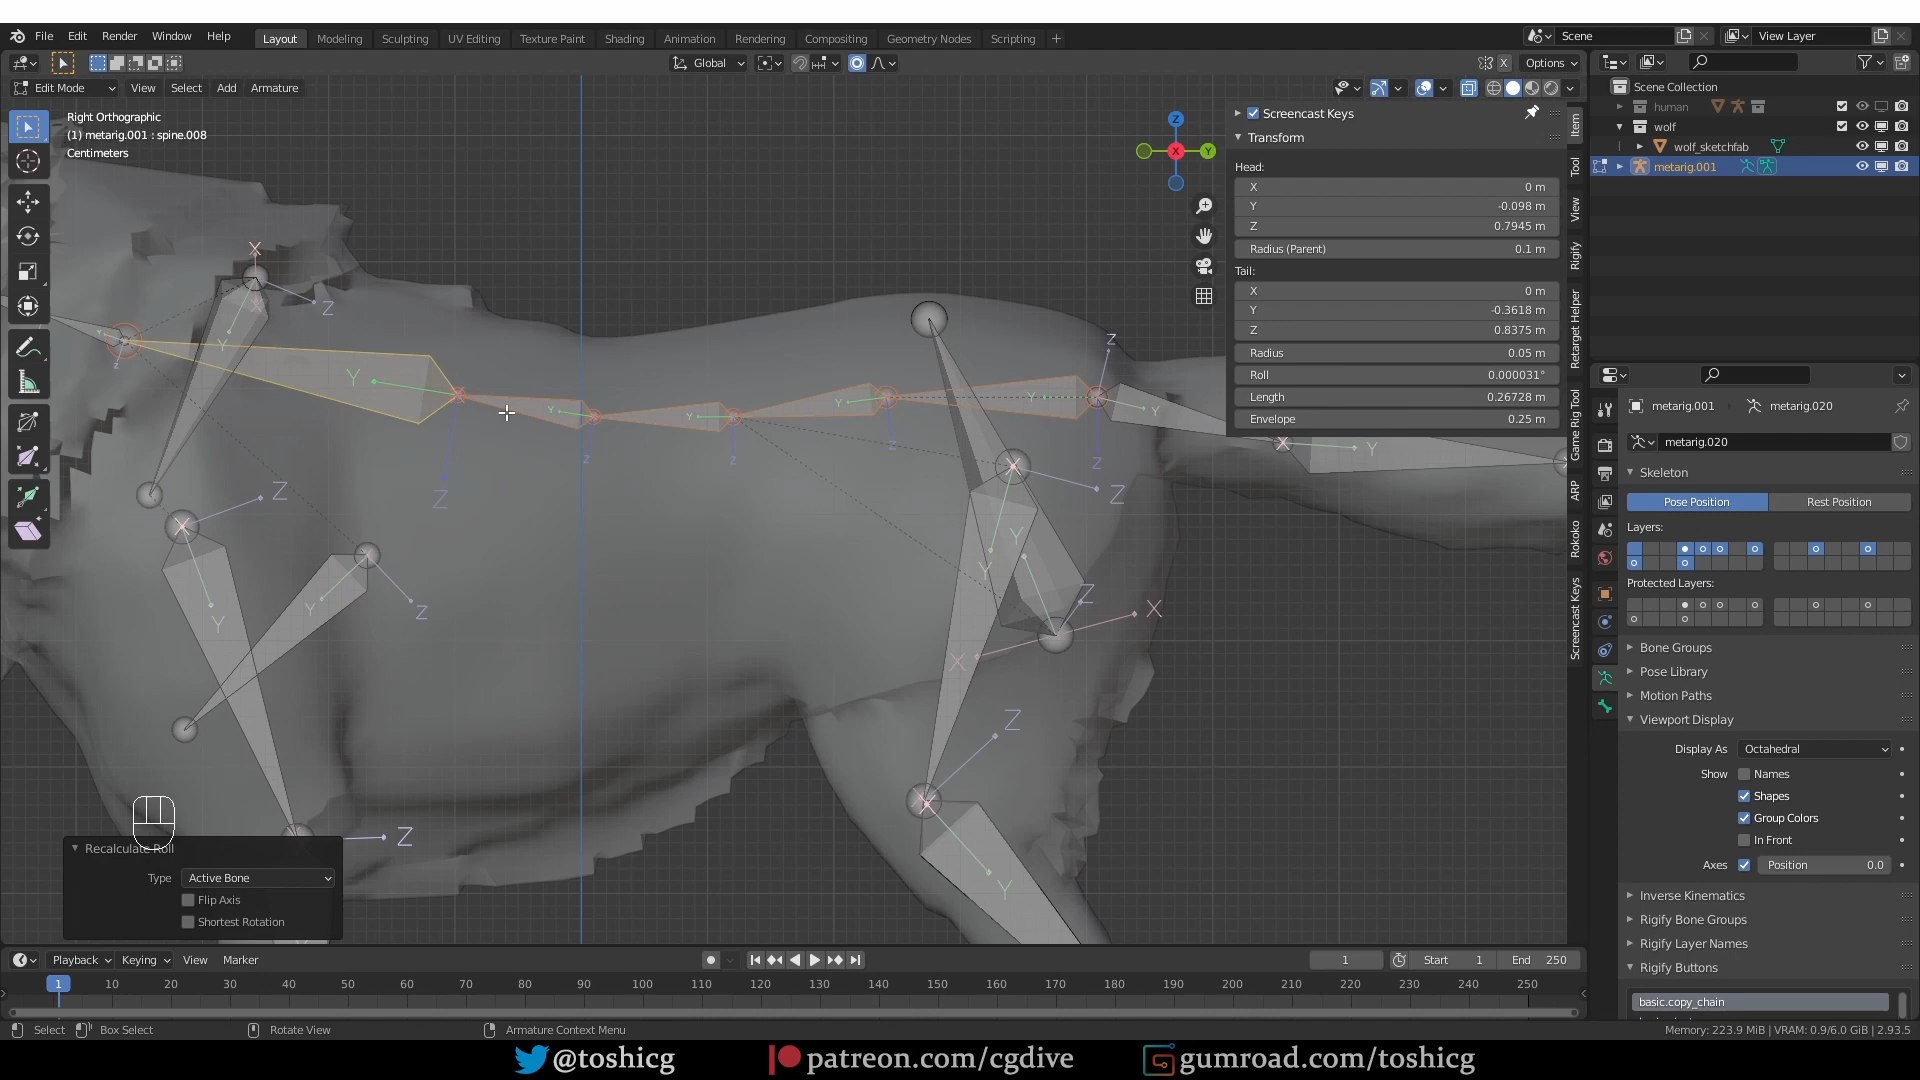 File Edit Render Window Help
Layout Modeling Sculpting UV Editing Texture Paint Shading Animation Rendering Compositing Geometry Nodes Scripting
Scene
View Layer
Global
X
Options
Edit Mode View Select Add Armature
Right Orthographic
(1) metarig.001 : spine.008
Centimeters
Screencast Keys
Transform
Head:
X 0 m
Y -0.098 m
Z 0.7945 m
Radius (Parent) 0.1 m
Tail:
X 0 m
Y -0.3618 m
Z 0.8375 m
Radius 0.05 m
Roll 0.000031°
Length 0.26728 m
Envelope 0.25 m
Item
Tool
View
Rigify
Retarget Helper
Game Rig Tool
ARP
Rokoko
Screencast Keys
Scene Collection
human
wolf
wolf_sketchfab
metarig.001
metarig.001 metarig.020
metarig.020
Skeleton
Pose Position Rest Position
Layers:
Protected Layers:
Bone Groups
Pose Library
Motion Paths
Viewport Display
Display As Octahedral
Show Names
Shapes
Group Colors
In Front
Axes Position 0.0
Inverse Kinematics
Rigify Bone Groups
Rigify Layer Names
Rigify Buttons
basic.copy_chain
Recalculate Roll
Type Active Bone
Flip Axis
Shortest Rotation
Playback Keying View Marker
1 Start 1 End 250
1 10 20 30 40 50 60 70 80 90 100 110 120 130 140 150 160 170 180 190 200 210 220 230 240 250
Select Box Select Rotate View Armature Context Menu
Memory: 223.9 MiB | VRAM: 0.9/6.0 GiB | 2.93.5
@toshicg patreon.com/cgdive gumroad.com/toshicg